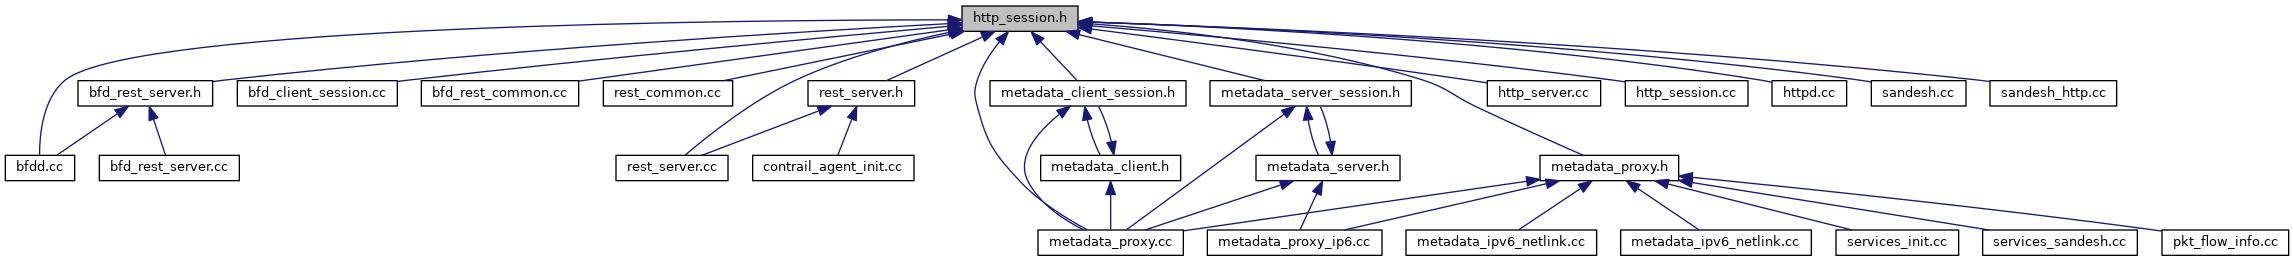 http_session.h
bfd_rest_server.h
bfd_client_session.cc
bfd_rest_common.cc
rest_common.cc
rest_server.h
metadata_client_session.h
metadata_server_session.h
http_server.cc
http_session.cc
httpd.cc
sandesh.cc
sandesh_http.cc
bfdd.cc
bfd_rest_server.cc
rest_server.cc
contrail_agent_init.cc
metadata_client.h
metadata_server.h
metadata_proxy.h
metadata_proxy.cc
metadata_proxy_ip6.cc
metadata_ipv6_netlink.cc
metadata_ipv6_netlink.cc
services_init.cc
services_sandesh.cc
pkt_flow_info.cc